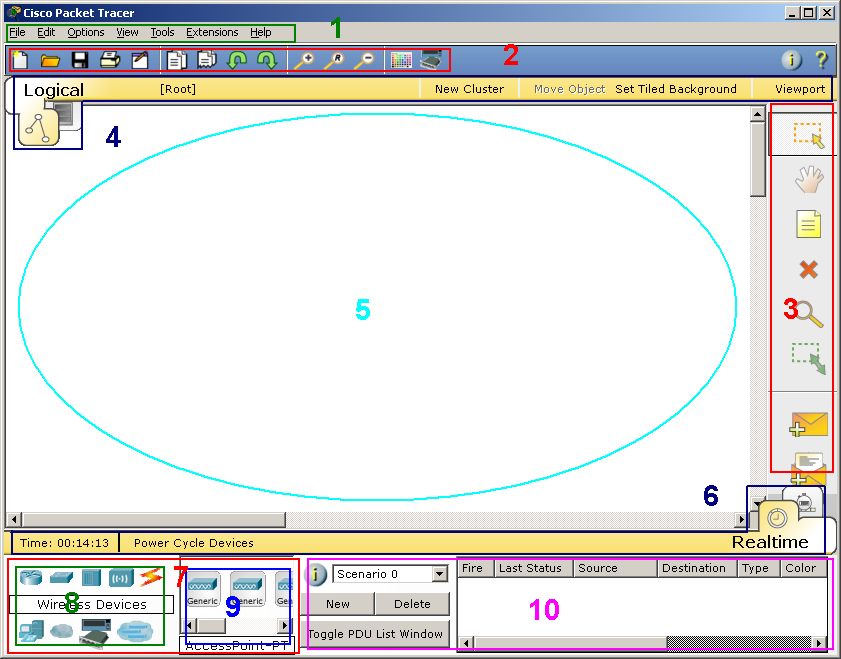 Cisco Packet Tracer
File Edit Options View Tools Extensions Help
1
2
Logical [Root] New Cluster Move Object Set Tiled Background Viewport
4
5
3
6
Time: 00:14:13 Power Cycle Devices
Realtime
7
Wireless Devices
8
Generic Generic Gen
9
AccessPoint-PT
Scenario 0
New Delete
Toggle PDU List Window
Fire Last Status Source Destination Type Color
10